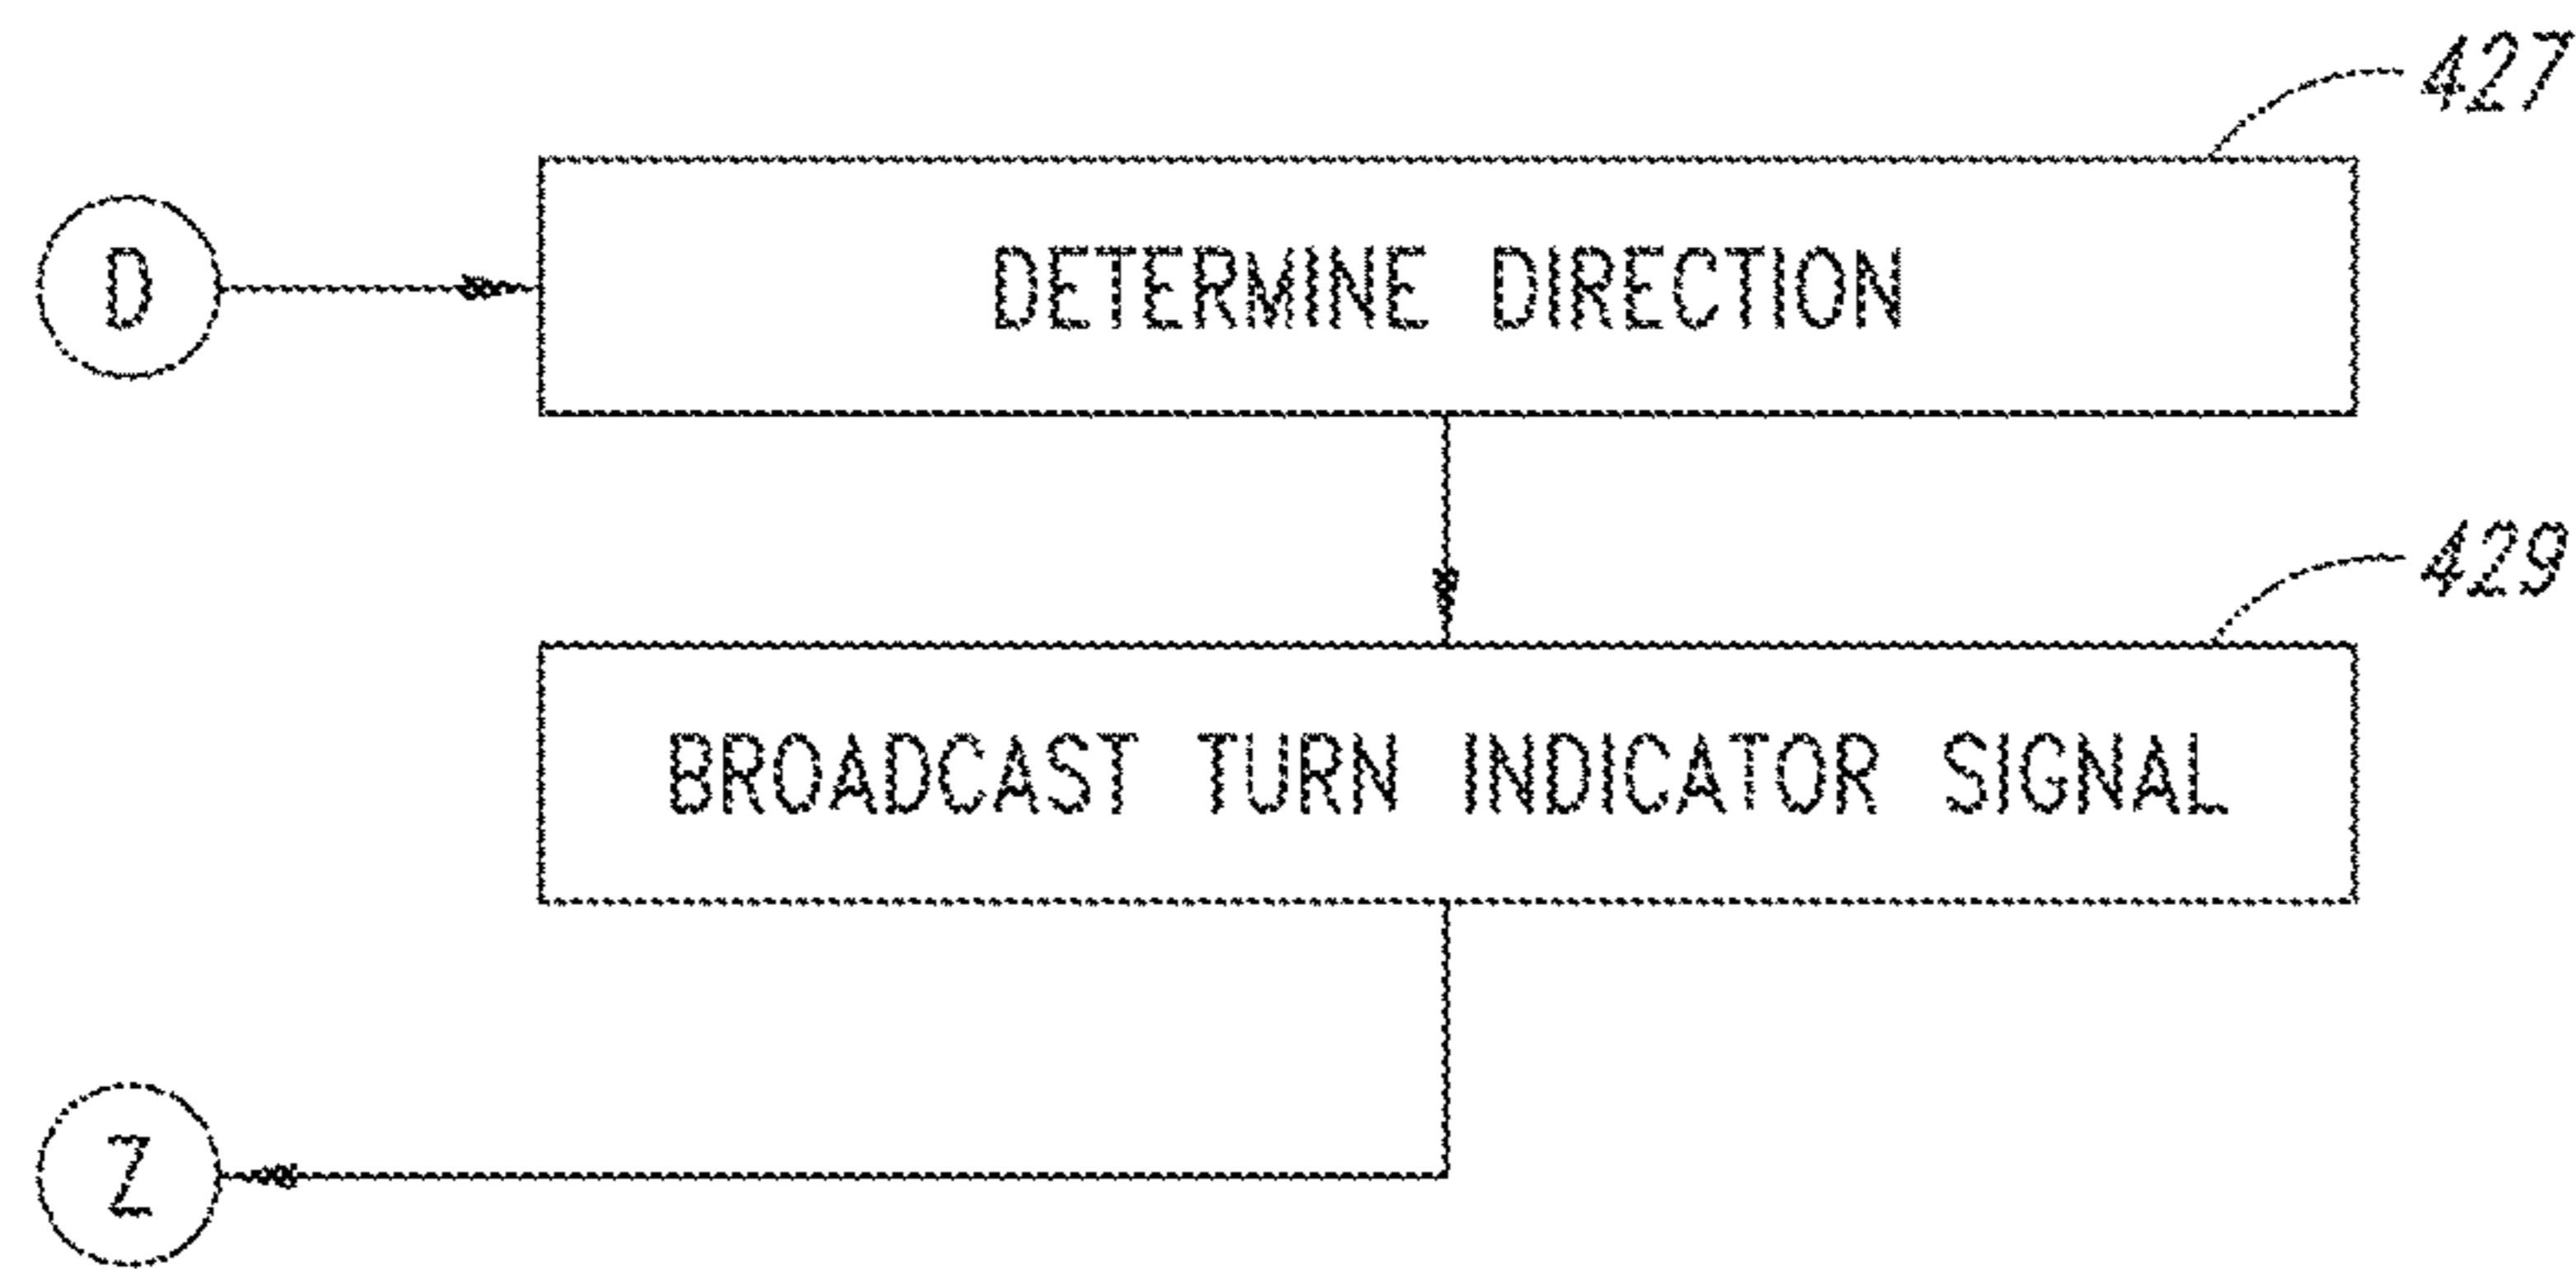 427
D
DETERMINE DIRECTION
429
BROADCAST TURN INDICATOR SIGNAL
Z